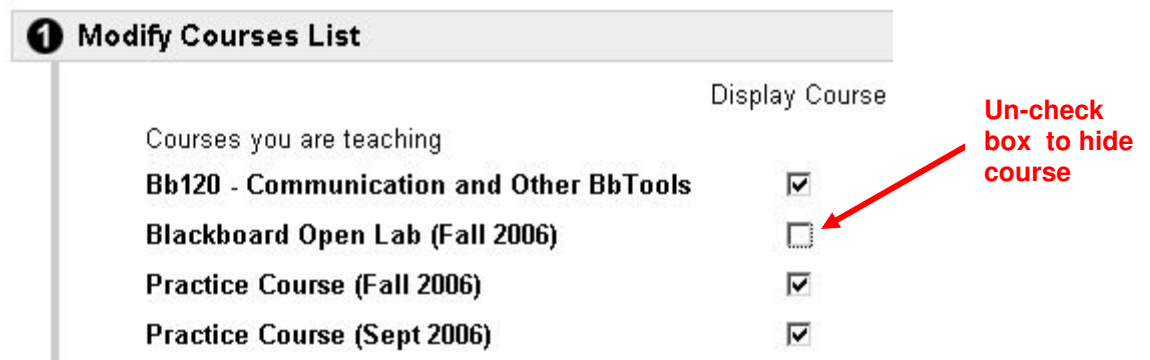 1 Modify Courses List
Display Course
Courses you are teaching
Bb120 - Communication and Other BbTools
Blackboard Open Lab (Fall 2006)
Practice Course (Fall 2006)
Practice Course (Sept 2006)
Un-check
box to hide
course